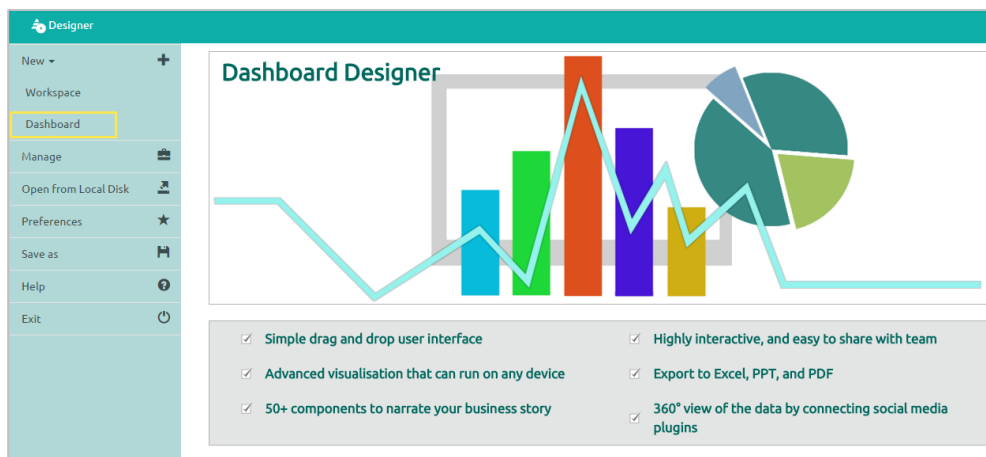 Designer
New
Workspace
Dashboard
Manage
Open from Local Disk
Preferences
Save as
Help
Exit
Dashboard Designer
Simple drag and drop user interface
Advanced visualisation that can run on any device
50+ components to narrate your business story
Highly interactive, and easy to share with team
Export to Excel, PPT, and PDF
360° view of the data by connecting social media
plugins